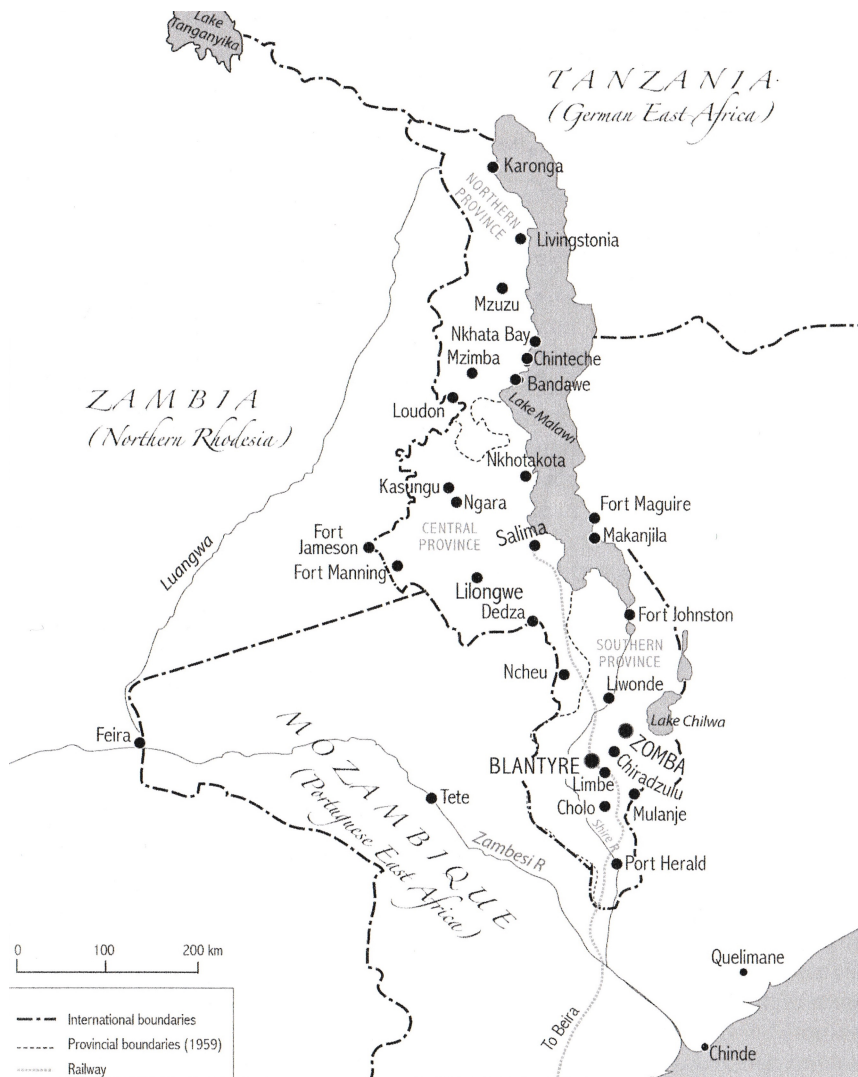 Lake
Tanganyika
TANZANIA
(German East Africa)
Karonga
NORTHERN
PROVINCE
Livingstonia
Mzuzu
Nkhata Bay
Mzimba
Chinteche
Bandawe
ZAMBIA
(Northern Rhodesia)
Loudon
Lake Malawi
Nkhotakota
Kasungu
Ngara
Fort Maguire
CENTRAL
PROVINCE
Salima
Makanjila
Fort
Jameson
Fort Manning
Luangwa
Lilongwe
Dedza
Fort Johnston
SOUTHERN
PROVINCE
Ncheu
Liwonde
Lake Chilwa
Feira
MOZAMBIQUE
(Portuguese East Africa)
ZOMBA
BLANTYRE
Chiradzulu
Limbe
Tete
Cholo
Mulanje
Shire R
Zambesi R
Port Herald
0 100 200 km
Quelimane
To Beira
Chinde
International boundaries
Provincial boundaries (1959)
Railway